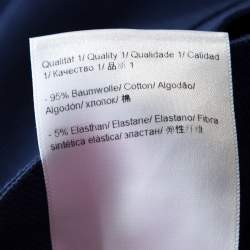 Qualität 1/ Quality 1/ Qualidade 1/ Calidad
1/ Качество 1/ 品質 1
- 95% Baumwolle/ Cotton/ Algodão/
Algodón/ хлопок/ 棉
- 5% Elasthan/ Elastane/ Elastano/ Fibra
sintética elástica/ эластан/ 弹性纤维